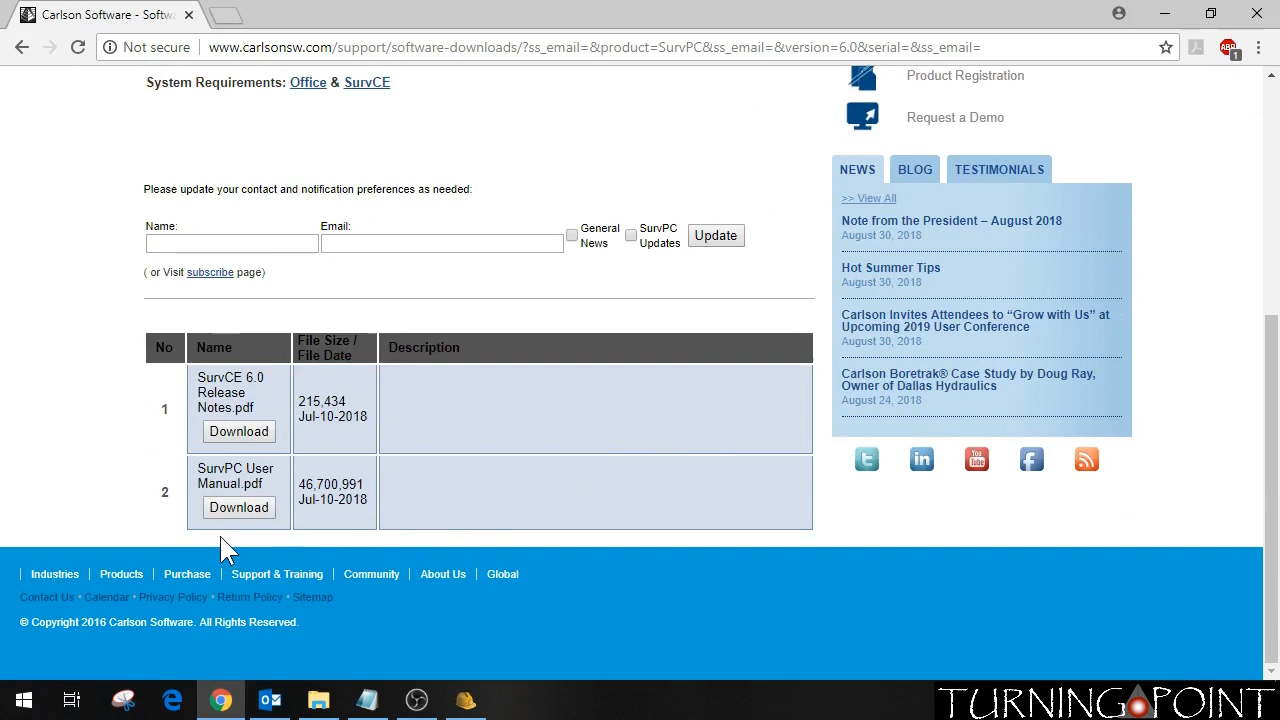 Carlson Software - Softwa
Not secure
www.carlsonsw.com/support/software-downloads/?ss_email=&product=SurvPC&ss_email=&version=6.0&serial=&ss_email=
ABP
1
System Requirements: Office & SurvCE
Product Registration
Request a Demo
Please update your contact and notification preferences as needed:
Name:
Email:
General
News
SurvPC
Updates
Update
( or Visit subscribe page)
NEWS
BLOG
TESTIMONIALS
>> View All
Note from the President – August 2018
August 30, 2018
Hot Summer Tips
August 30, 2018
Carlson Invites Attendees to “Grow with Us” at
Upcoming 2019 User Conference
August 30, 2018
Carlson Boretrak® Case Study by Doug Ray,
Owner of Dallas Hydraulics
August 24, 2018
You
Tube
No
Name
File Size /
File Date
Description
1
SurvCE 6.0
Release
Notes.pdf
Download
215,434
Jul-10-2018
2
SurvPC User
Manual.pdf
Download
46,700,991
Jul-10-2018
Industries
Products
Purchase
Support & Training
Community
About Us
Global
Contact Us • Calendar • Privacy Policy • Return Policy • Sitemap
© Copyright 2016 Carlson Software. All Rights Reserved.
TURNING POINT